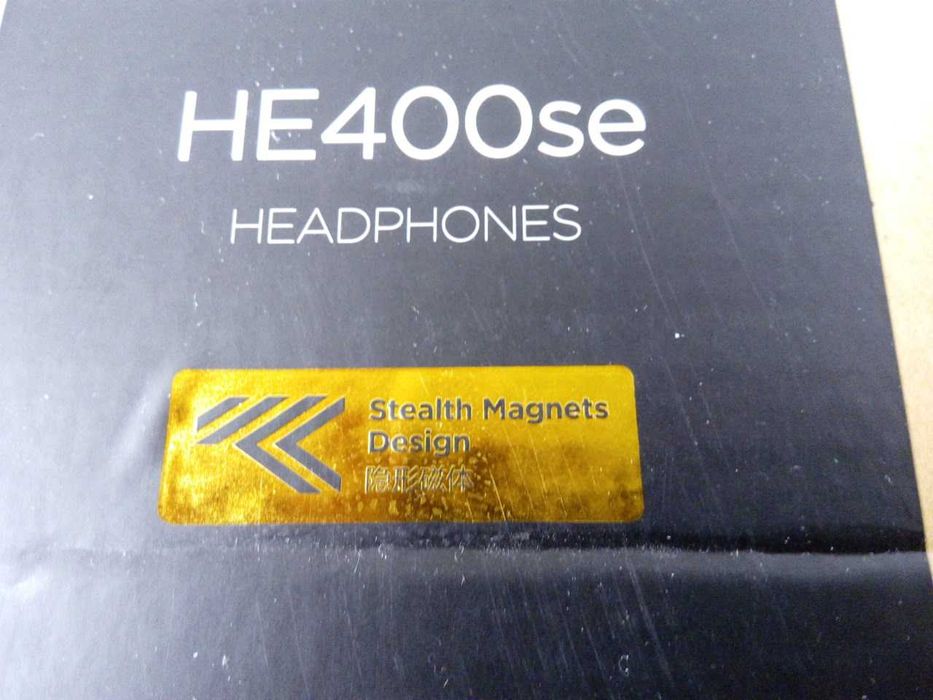 HE400se
HEADPHONES
Stealth Magnets
Design
隐形磁体